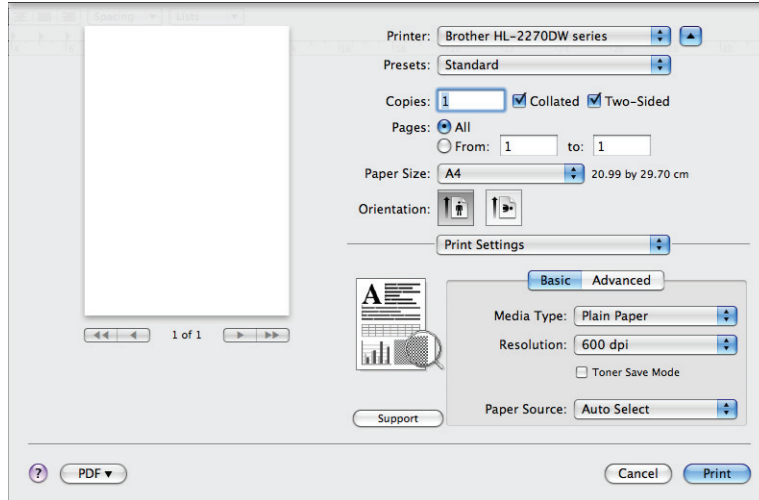 Spacing Lists
Printer: Brother HL-2270DW series
Presets: Standard
Copies: 1 Collated Two-Sided
Pages: All
From: 1 to: 1
Paper Size: A4 20.99 by 29.70 cm
Orientation:
Print Settings
Basic Advanced
A
Media Type: Plain Paper
1 of 1
Resolution: 600 dpi
Toner Save Mode
Support
Paper Source: Auto Select
? PDF Cancel Print